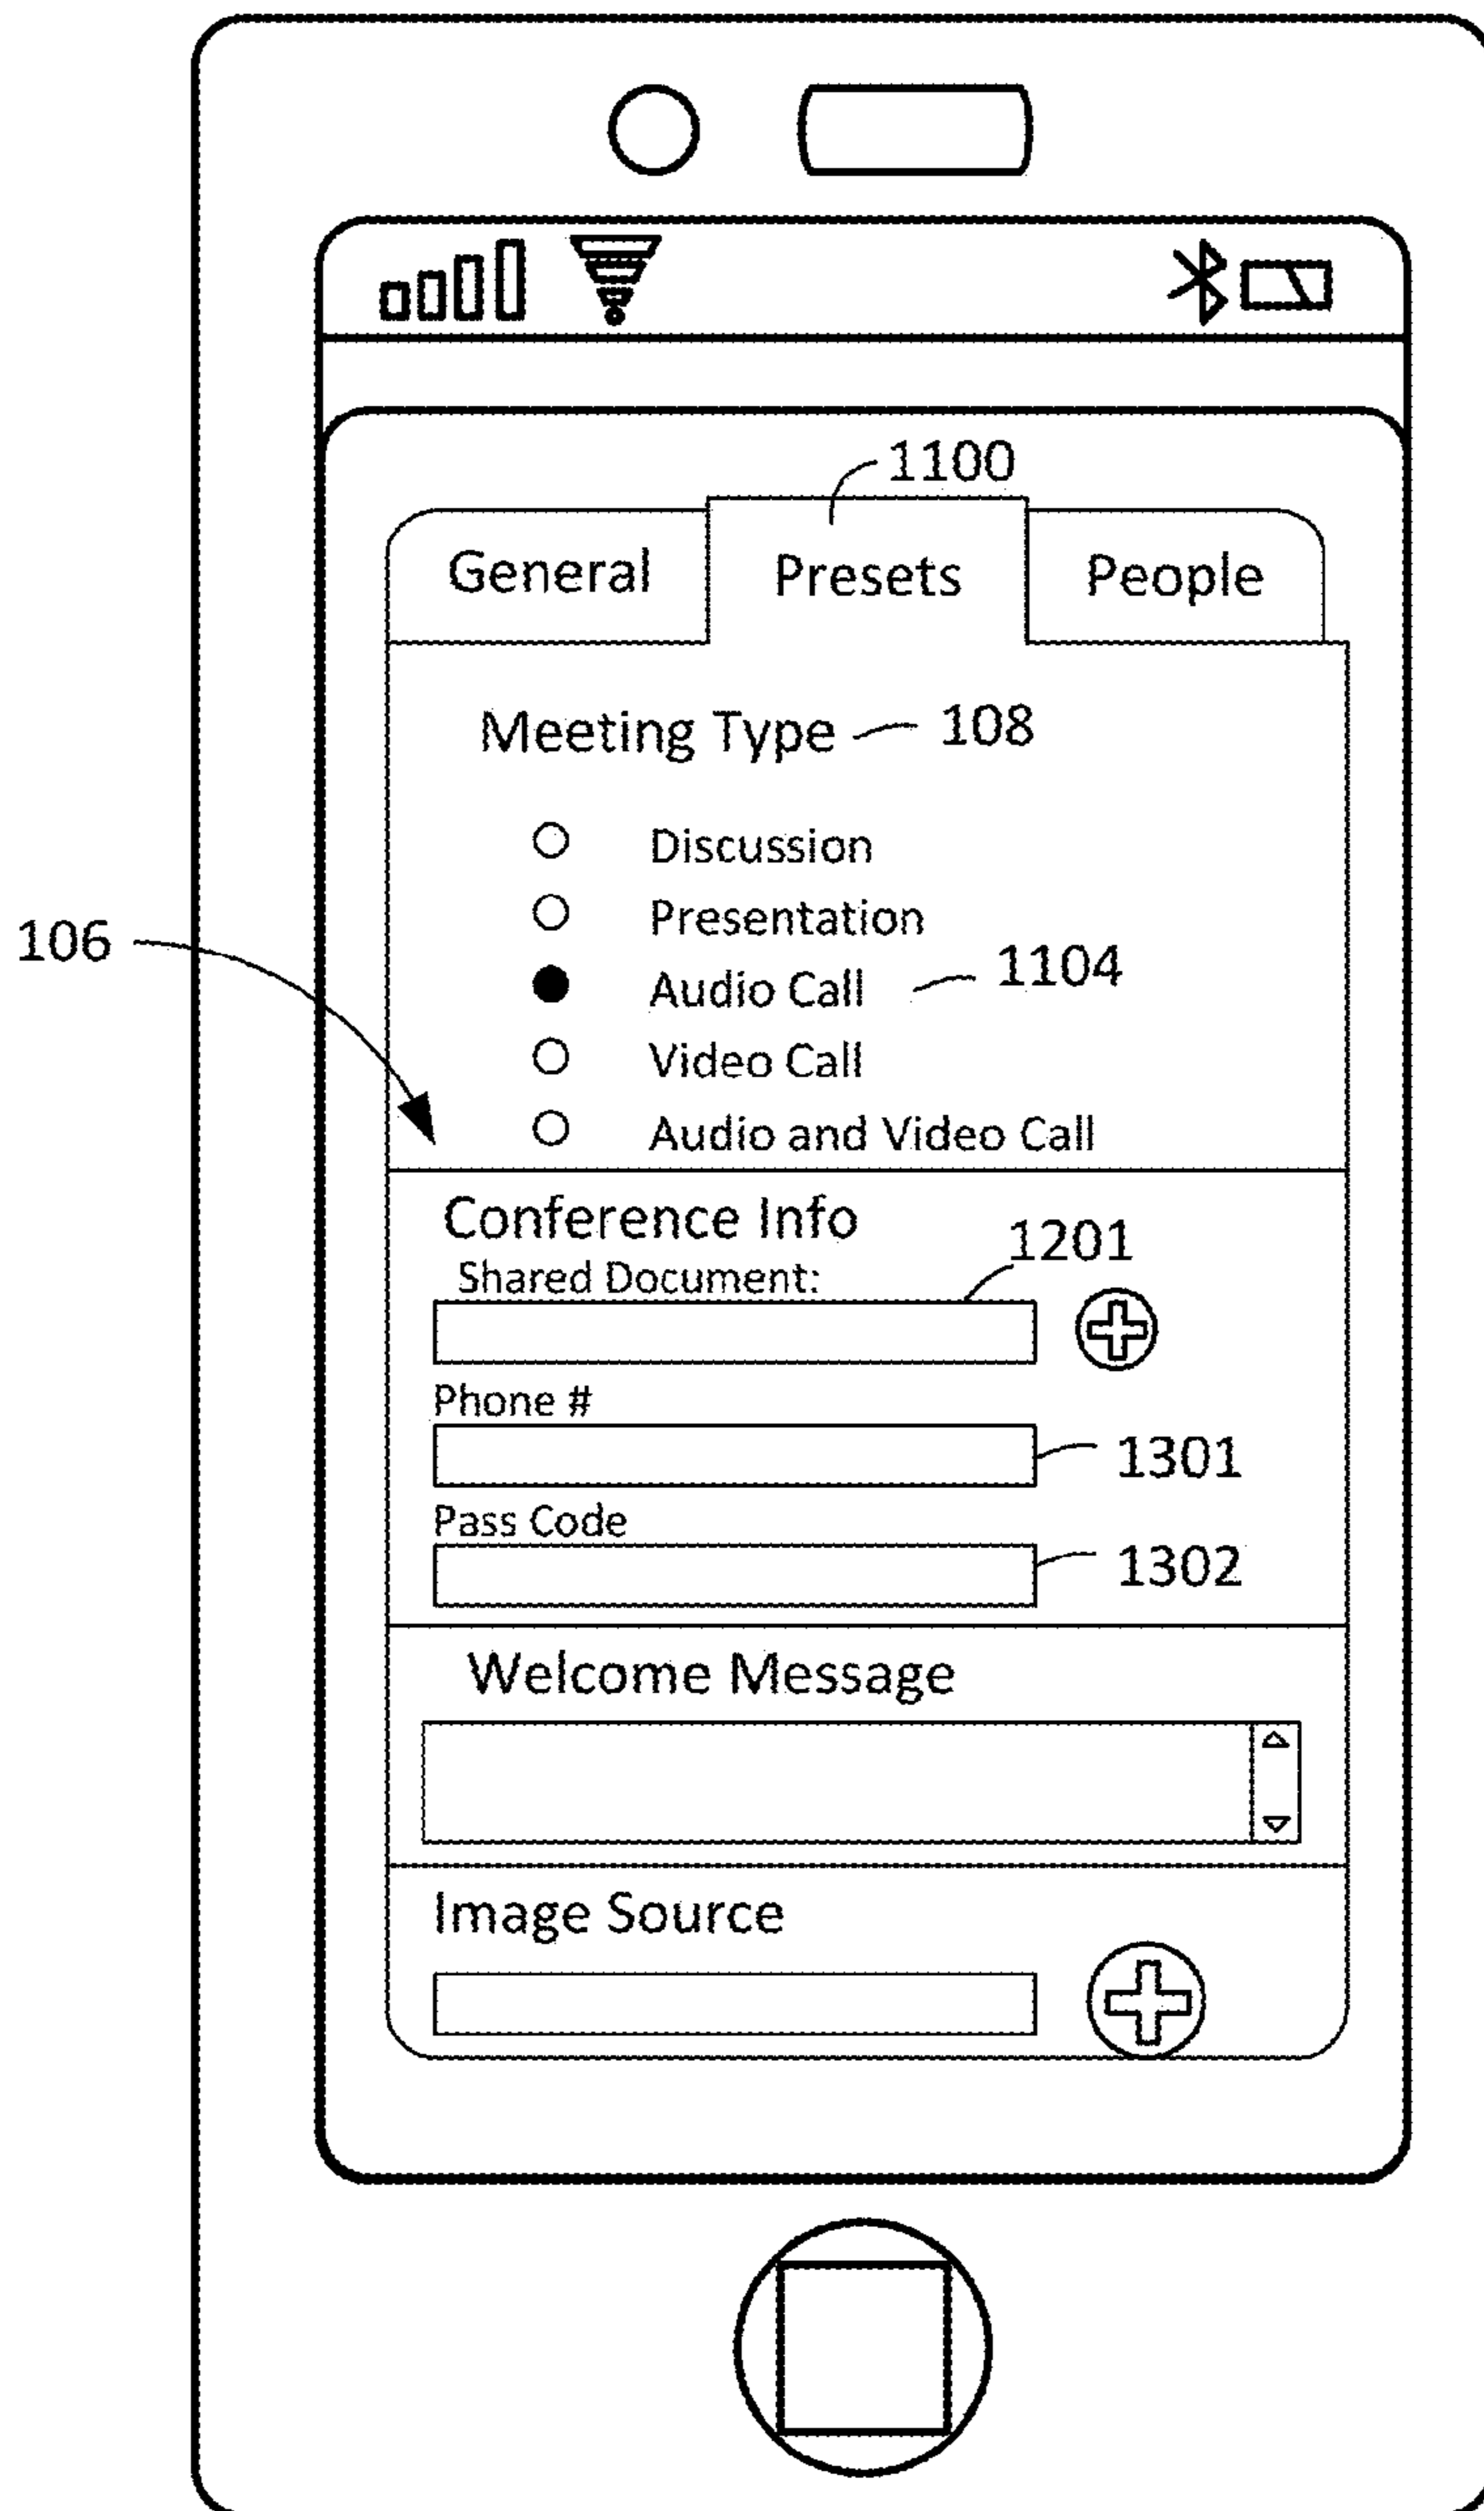 1100
General Presets People
Meeting Type 108
Discussion
Presentation
106
Audio Call 1104
Video Call
Audio and Video Call
Conference Info
1201
Shared Document:
Phone #
1301
Pass Code
1302
Welcome Message
Image Source